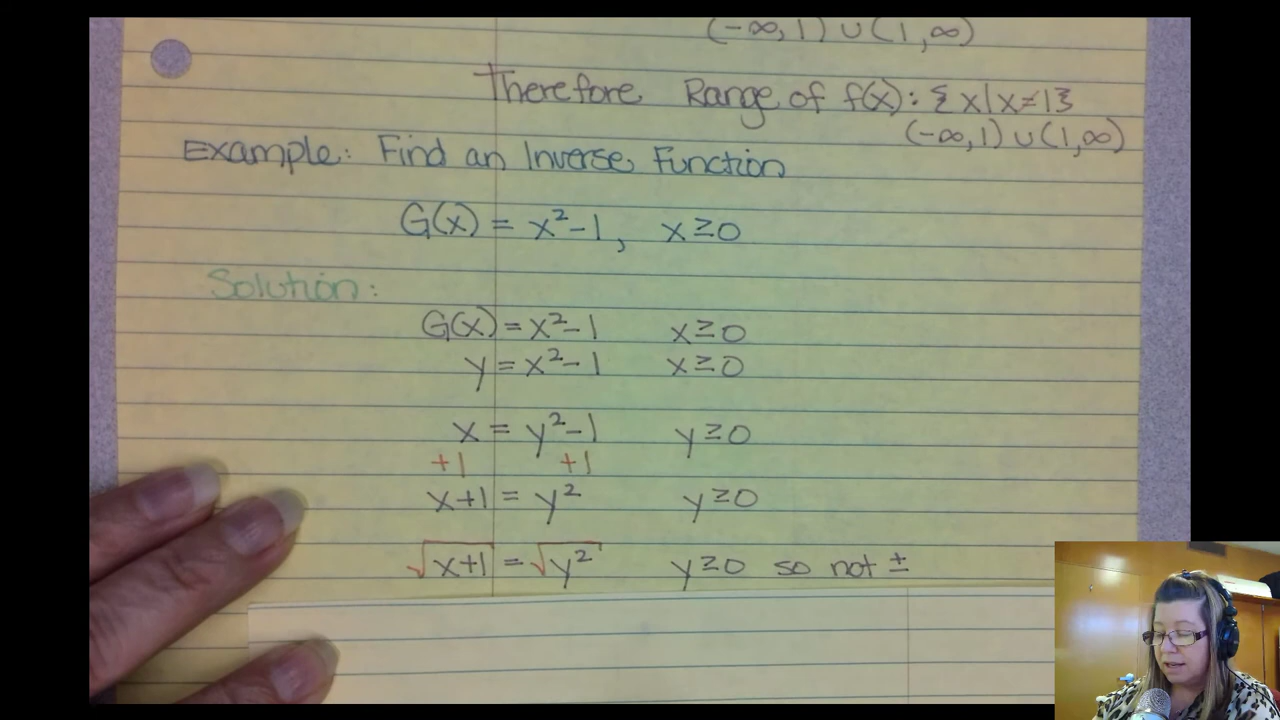 (-∞,1) ∪ (1,∞)
Therefore Range of f(x): {x|x≠1}
(-∞,1) ∪ (1,∞)
Example: Find an Inverse Function
G(x) = x²-1, x≥0
Solution:
G(x) = x²-1 x≥0
y = x²-1 x≥0
x = y²-1 y≥0
+1 +1
x+1 = y² y≥0
√x+1 = √y² y≥0 so not ±